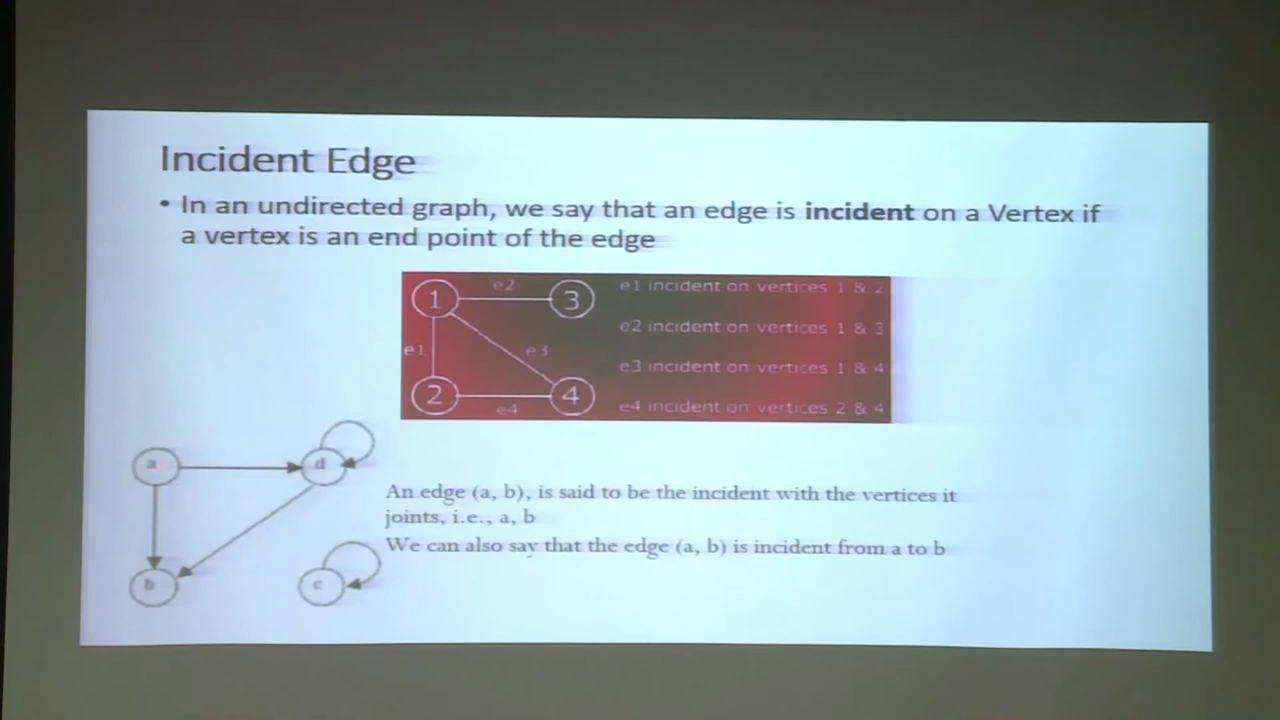 Incident Edge
• In an undirected graph, we say that an edge is incident on a Vertex if
a vertex is an end point of the edge
1 e2 3 e1 incident on vertices 1 & 2
e2 incident on vertices 1 & 3
e1 e3
e3 incident on vertices 1 & 4
2 e4 4 e4 incident on vertices 2 & 4
a d
An edge (a, b), is said to be the incident with the vertices it
joints, i.e., a, b
We can also say that the edge (a, b) is incident from a to b
b c